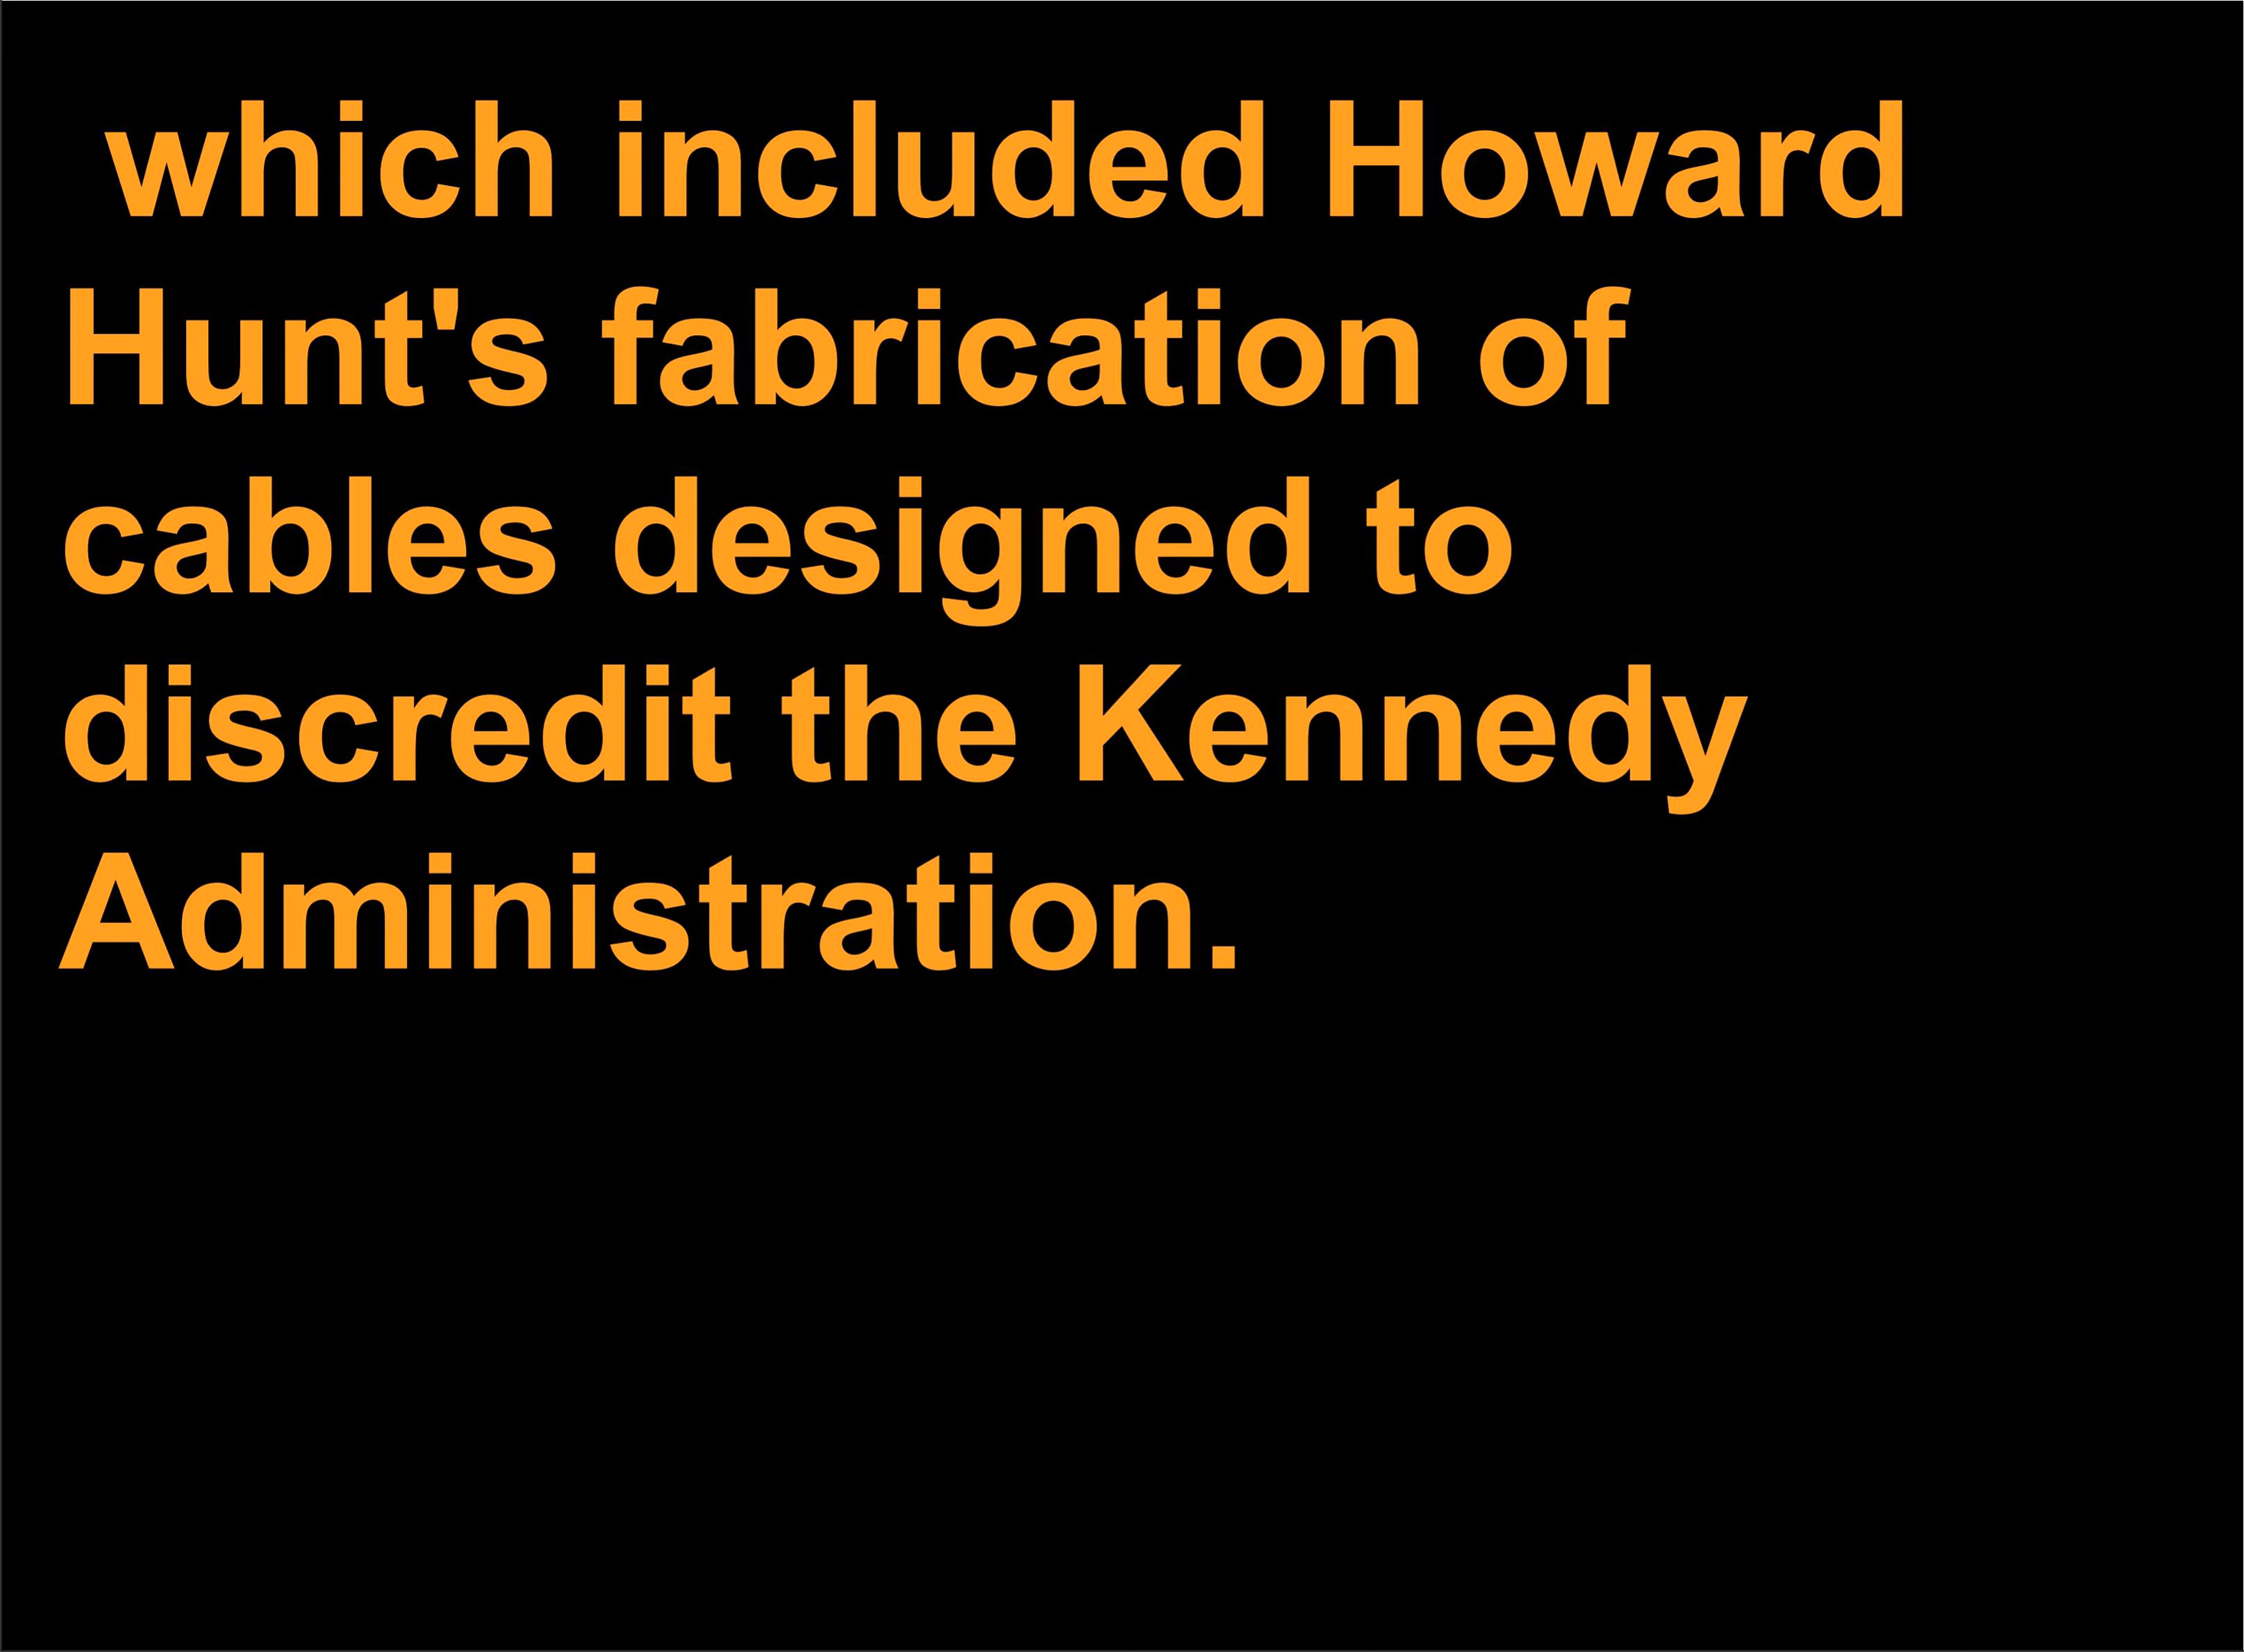 which included Howard
Hunt's fabrication of
cables designed to
discredit the Kennedy
Administration.